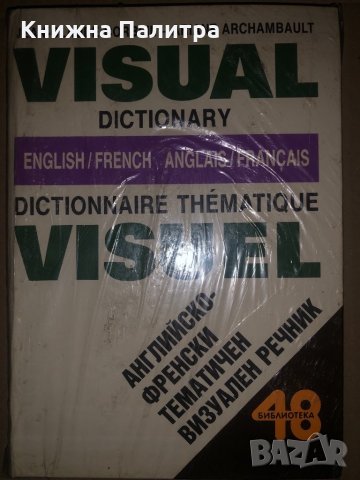 Книжна Палитра
ARCHAMBAULT
VISUAL
DICTIONARY
ENGLISH/FRENCH ANGLAIS/FRANÇAIS
DICTIONNAIRE THÉMATIQUE
VISUEL
АНГЛИЙСКО-
ФРЕНСКИ
ТЕМАТИЧЕН
ВИЗУАЛЕН РЕЧНИК
48
БИБЛИОТЕКА
BAZAR